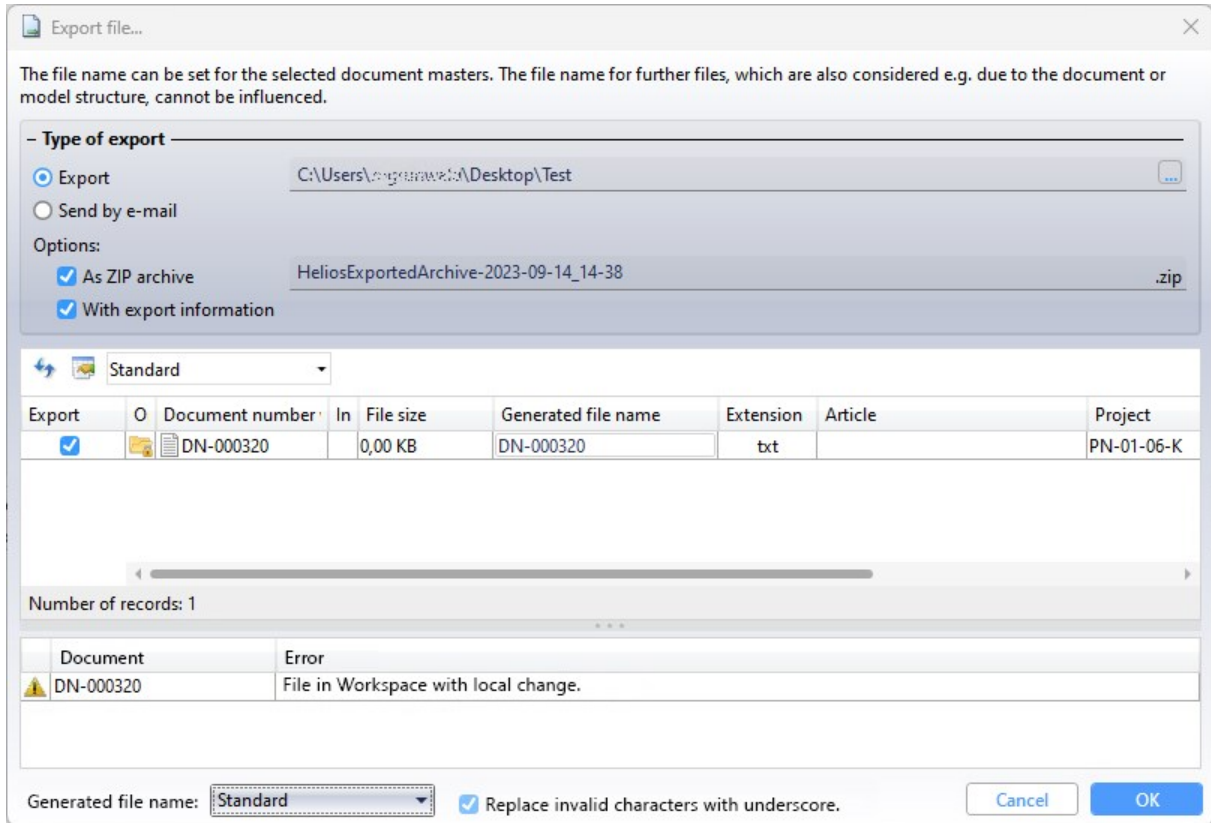 Export file...
The file name can be set for the selected document masters. The file name for further files, which are also considered e.g. due to the document or
model structure, cannot be influenced.
– Type of export
Export C:\Users\ \Desktop\Test ...
Send by e-mail
Options:
As ZIP archive HeliosExportedArchive-2023-09-14_14-38 .zip
With export information
Standard
Export O Document number In File size Generated file name Extension Article Project
DN-000320 0,00 KB DN-000320 txt PN-01-06-K
Number of records: 1
Document Error
DN-000320 File in Workspace with local change.
Generated file name: Standard Replace invalid characters with underscore. Cancel OK